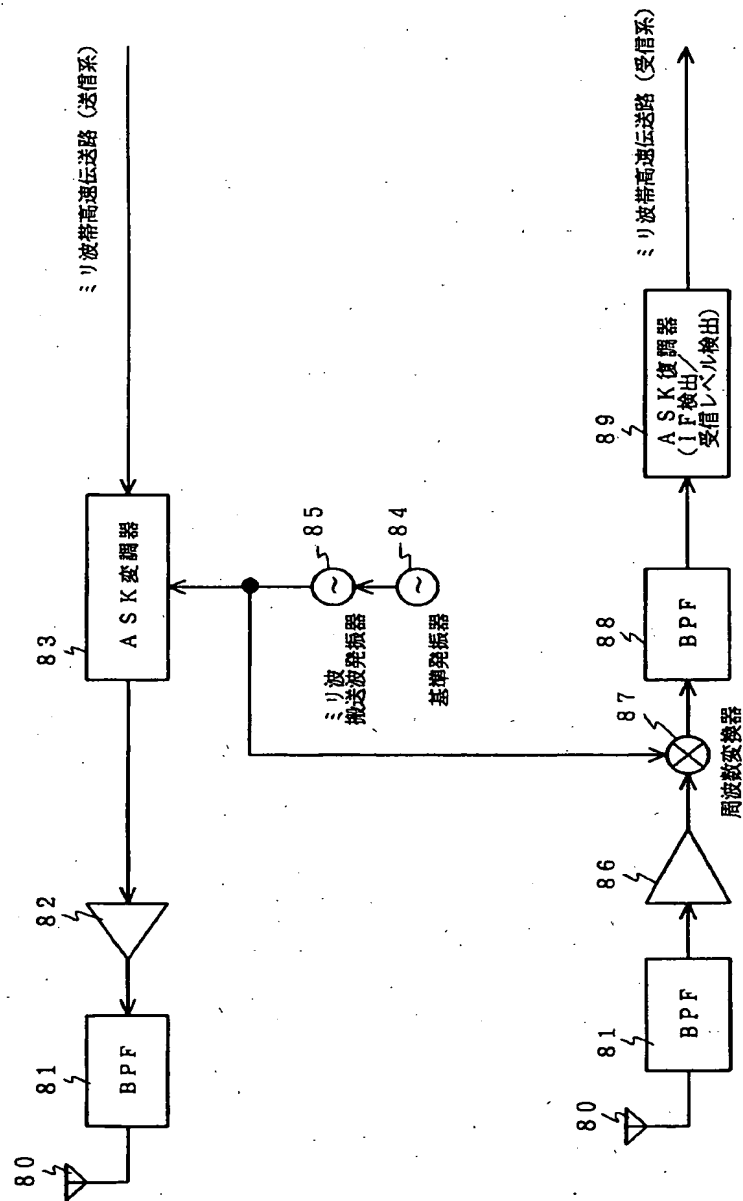 ミリ波帯高速伝送路（送信系）
83
ASK変調器
82
81
BPF
80
85
ミリ波
搬送波発振器
84
基準発振器
ミリ波帯高速伝送路（受信系）
89
ASK復調器
(IF検出/
受信レベル検出)
88
BPF
87
周波数変換器
86
81
BPF
80